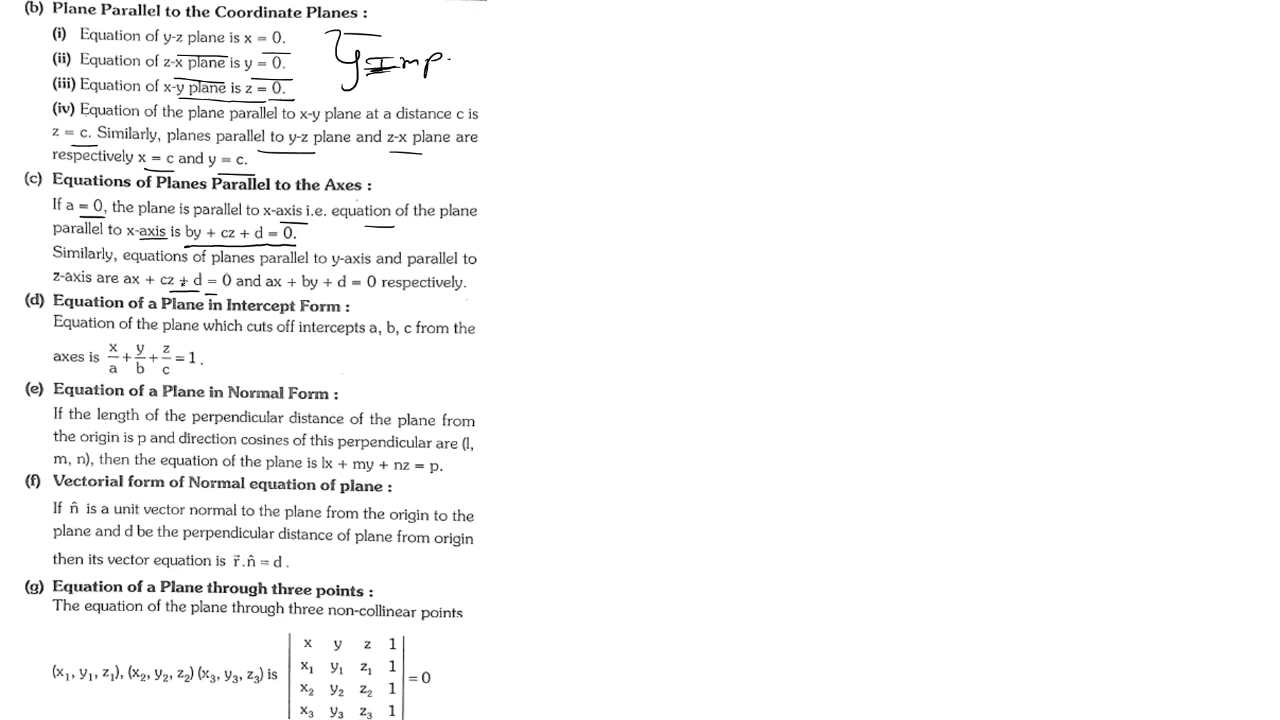 (b) Plane Parallel to the Coordinate Planes :
(i) Equation of y-z plane is x = 0.
(ii) Equation of z-x plane is y = 0.
(iii) Equation of x-y plane is z = 0.
Imp.
(iv) Equation of the plane parallel to x-y plane at a distance c is
z = c. Similarly, planes parallel to y-z plane and z-x plane are
respectively x = c and y = c.
(c) Equations of Planes Parallel to the Axes :
If a = 0, the plane is parallel to x-axis i.e. equation of the plane
parallel to x-axis is by + cz + d = 0.
Similarly, equations of planes parallel to y-axis and parallel to
z-axis are ax + cz + d = 0 and ax + by + d = 0 respectively.
(d) Equation of a Plane in Intercept Form :
Equation of the plane which cuts off intercepts a, b, c from the
axes is x/a + y/b + z/c = 1.
(e) Equation of a Plane in Normal Form :
If the length of the perpendicular distance of the plane from
the origin is p and direction cosines of this perpendicular are (l,
m, n), then the equation of the plane is lx + my + nz = p.
(f) Vectorial form of Normal equation of plane :
If n̂ is a unit vector normal to the plane from the origin to the
plane and d be the perpendicular distance of plane from origin
then its vector equation is r⃗.n̂ = d .
(g) Equation of a Plane through three points :
The equation of the plane through three non-collinear points
(x₁, y₁, z₁), (x₂, y₂, z₂) (x₃, y₃, z₃) is
x y z 1
x₁ y₁ z₁ 1
x₂ y₂ z₂ 1
x₃ y₃ z₃ 1
= 0